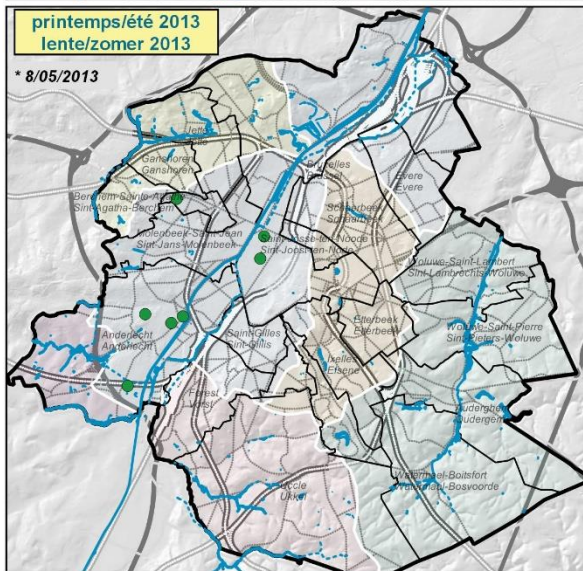 printemps/été 2013
lente/zomer 2013
* 8/05/2013
Jette
Jette
Ganshoren
Ganshoren
Bruxelles
Brussel
Evere
Evere
Berchem-Sainte-Agathe
Sint-Agatha-Berchem
Schaerbeek
Schaarbeek
Molenbeek-Saint-Jean
Sint-Jans-Molenbeek
Saint-Josse-ten-Noode
Sint-Joost-ten-Node
Woluwe-Saint-Lambert
Sint-Lambrechts-Woluwe
Etterbeek
Etterbeek
Woluwe-Saint-Pierre
Sint-Pieters-Woluwe
Anderlecht
Anderlecht
Saint-Gilles
Sint-Gillis
Ixelles
Elsene
Forest
Vorst
Auderghem
Oudergem
Watermael-Boitsfort
Watermaal-Bosvoorde
Uccle
Ukkel